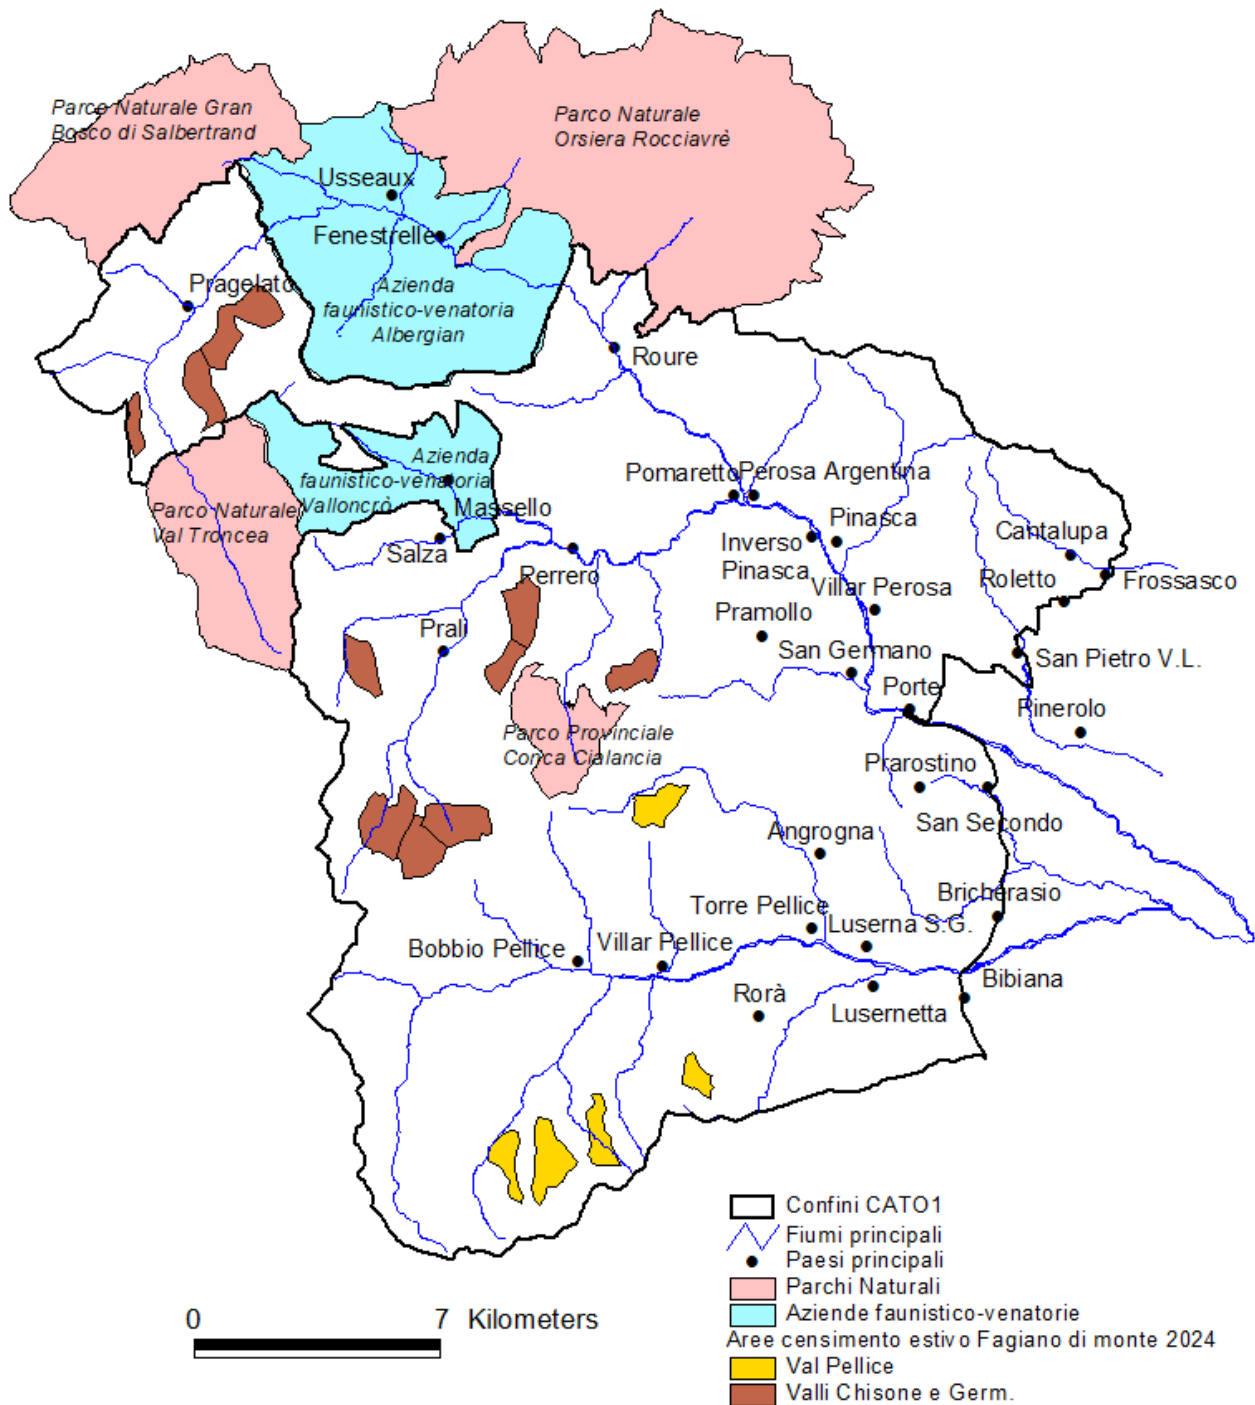 Parco Naturale Gran
Bosco di Salbertrand
Parco Naturale
Orsiera Rocciavrè
Usseaux
Fenestrelle
Pragelato
Azienda
faunistico-venatoria
Albergian
Roure
Azienda
faunistico-venatoria
Valloncrò
Pomaretto
Perosa Argentina
Parco Naturale
Val Troncea
Massello
Salza
Perrero
Inverso
Pinasca
Pinasca
Cantalupa
Roletto
Frossasco
Villar Perosa
Pramollo
Prali
San Germano
San Pietro V.L.
Porte
Pinerolo
Parco Provinciale
Conca Cialancia
Prarostino
San Secondo
Angrogna
Bricherasio
Torre Pellice
Luserna S.G.
Bobbio Pellice
Villar Pellice
Rorà
Bibiana
Lusernetta
Confini CATO1
Fiumi principali
Paesi principali
Parchi Naturali
Aziende faunistico-venatorie
Aree censimento estivo Fagiano di monte 2024
Val Pellice
Valli Chisone e Germ.
0 7 Kilometers